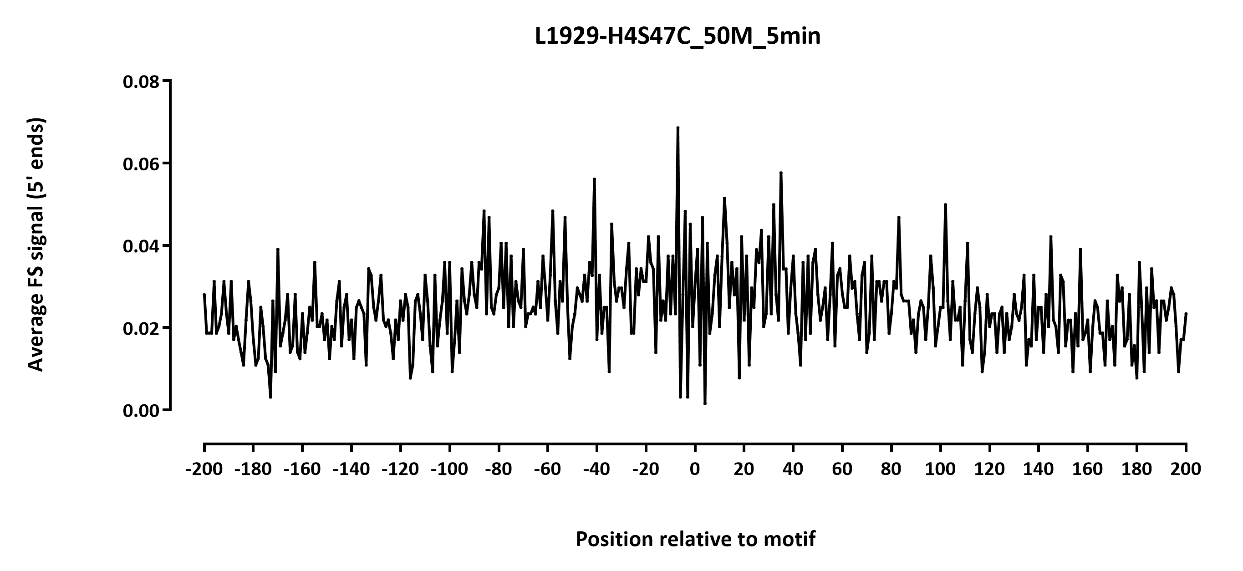 L1929-H4S47C_50M_5min
Average FS signal (5' ends)
0.08
0.06
0.04
0.02
0.00
-200 -180 -160 -140 -120 -100 -80 -60 -40 -20 0 20 40 60 80 100 120 140 160 180 200
Position relative to motif